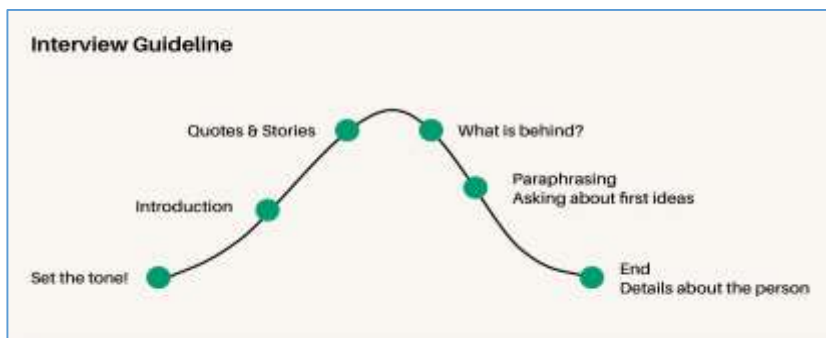 Interview Guideline
Quotes & Stories
What is behind?
Introduction
Paraphrasing
Asking about first ideas
Set the tone!
End
Details about the person